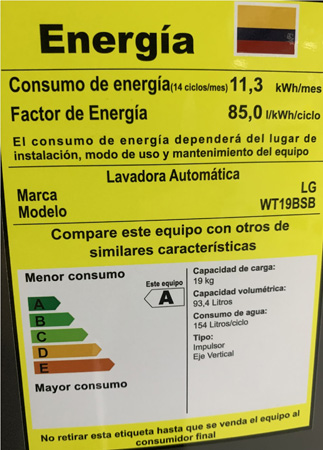 Energía
Consumo de energía(14 ciclos/mes) 11,3 kWh/mes
Factor de Energía 85,0 l/kWh/ciclo
El consumo de energía dependerá del lugar de
instalación, modo de uso y mantenimiento del equipo
Lavadora Automática
Marca LG
Modelo WT19BSB
Compare este equipo con otros de
similares características
Menor consumo
Este equipo
A
A
B
C
D
E
Mayor consumo
Capacidad de carga:
19 kg
Capacidad volumétrica:
93,4 Litros
Consumo de agua:
154 Litros/ciclo
Tipo:
Impulsor
Eje Vertical
No retirar esta etiqueta hasta que se venda el equipo al
consumidor final